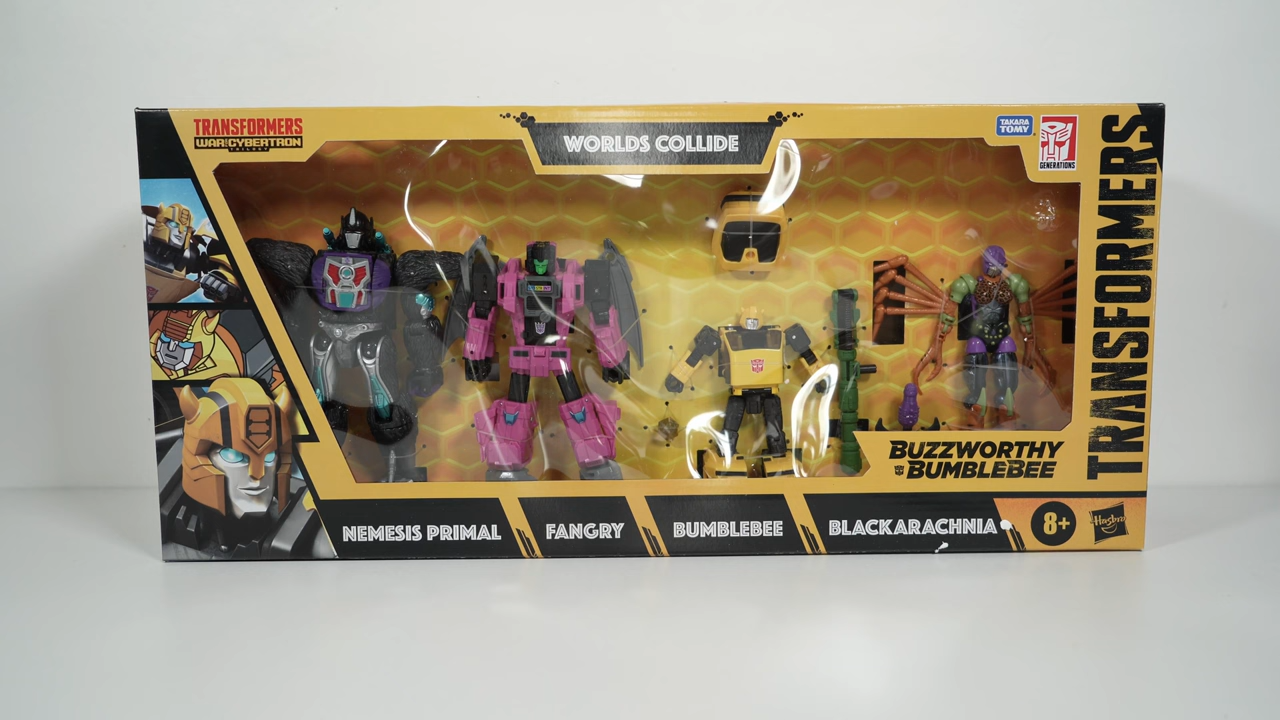 TRANSFORMERS
WAR FOR CYBERTRON
TRILOGY
WORLDS COLLIDE
TAKARA
TOMY
GENERATIONS
TRANSFORMERS
BUZZWORTHY
BUMBLEBEE
NEMESIS PRIMAL
FANGRY
BUMBLEBEE
BLACKARACHNIA
8+
Hasbro